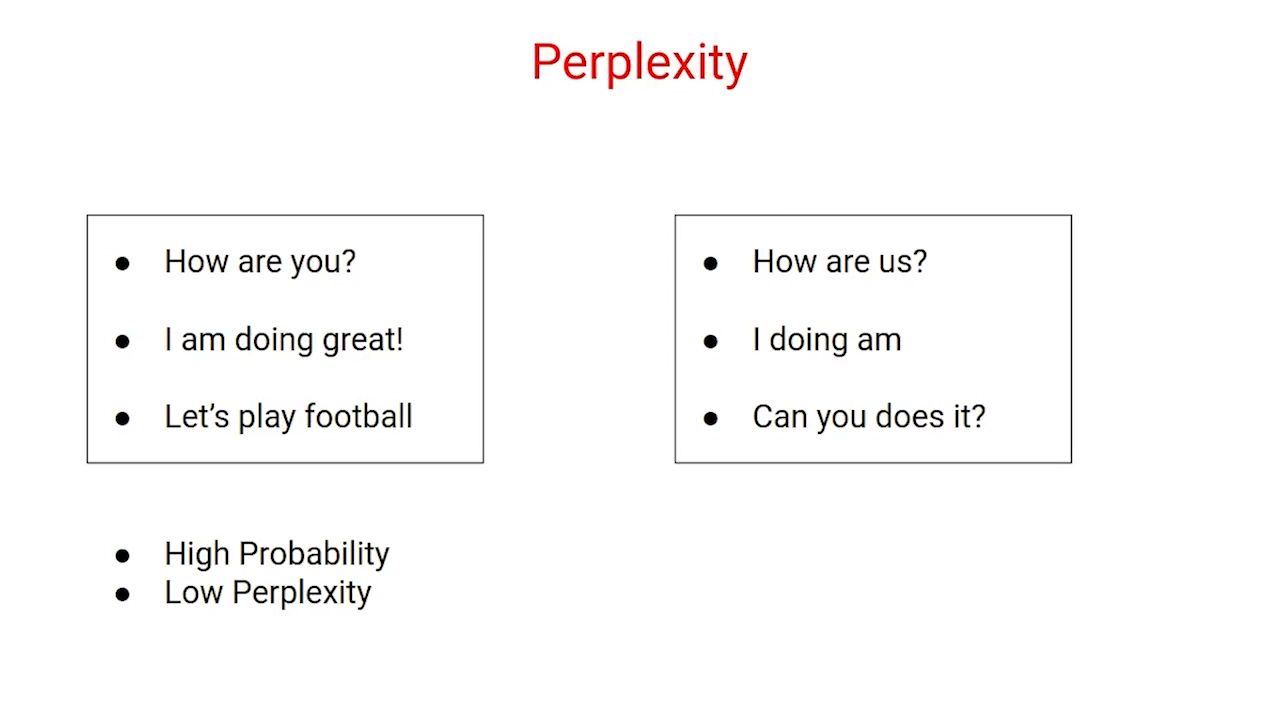 Perplexity
● How are you?
● I am doing great!
● Let’s play football
● How are us?
● I doing am
● Can you does it?
● High Probability
● Low Perplexity